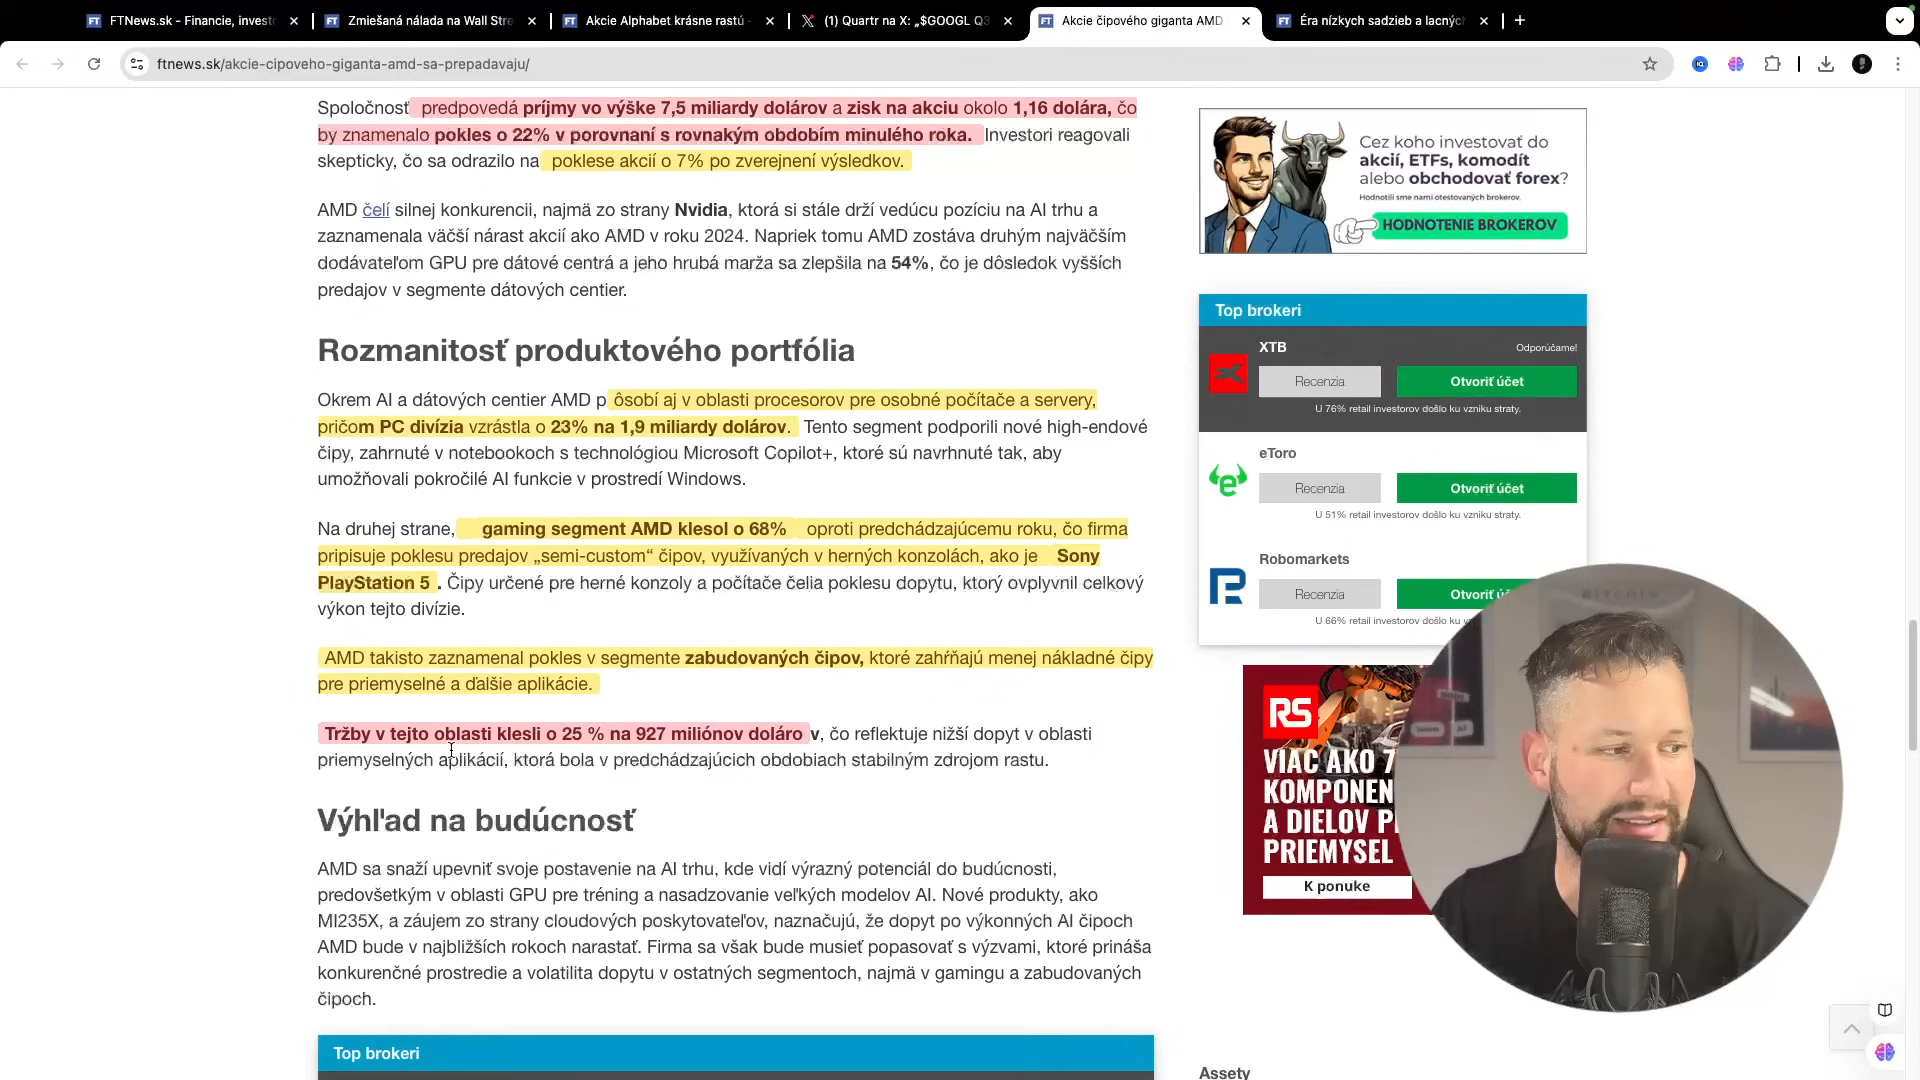 FTNews.sk - Financie, invest
Zmiešaná nálada na Wall Stre
Akcie Alphabet krásne rastú
(1) Quartr na X: „$GOOGL Q3
Akcie čipového giganta AMD
Éra nízkych sadzieb a lacných
ftnews.sk/akcie-cipoveho-giganta-amd-sa-prepadavaju/
Spoločnosť predpovedá príjmy vo výške 7,5 miliardy dolárov a zisk na akciu okolo 1,16 dolára, čo
by znamenalo pokles o 22% v porovnaní s rovnakým obdobím minulého roka. Investori reagovali
skepticky, čo sa odrazilo na poklese akcií o 7% po zverejnení výsledkov.
AMD čelí silnej konkurencii, najmä zo strany Nvidia, ktorá si stále drží vedúcu pozíciu na AI trhu a
zaznamenala väčší nárast akcií ako AMD v roku 2024. Napriek tomu AMD zostáva druhým najväčším
dodávateľom GPU pre dátové centrá a jeho hrubá marža sa zlepšila na 54%, čo je dôsledok vyšších
predajov v segmente dátových centier.
Rozmanitosť produktového portfólia
Okrem AI a dátových centier AMD p ôsobí aj v oblasti procesorov pre osobné počítače a servery,
pričom PC divízia vzrástla o 23% na 1,9 miliardy dolárov. Tento segment podporili nové high-endové
čipy, zahrnuté v notebookoch s technológiou Microsoft Copilot+, ktoré sú navrhnuté tak, aby
umožňovali pokročilé AI funkcie v prostredí Windows.
Na druhej strane, gaming segment AMD klesol o 68% oproti predchádzajúcemu roku, čo firma
pripisuje poklesu predajov „semi-custom“ čipov, využívaných v herných konzolách, ako je Sony
PlayStation 5 . Čipy určené pre herné konzoly a počítače čelia poklesu dopytu, ktorý ovplyvnil celkový
výkon tejto divízie.
AMD takisto zaznamenal pokles v segmente zabudovaných čipov, ktoré zahŕňajú menej nákladné čipy
pre priemyselné a ďalšie aplikácie.
Tržby v tejto oblasti klesli o 25 % na 927 miliónov doláro v, čo reflektuje nižší dopyt v oblasti
priemyselných aplikácií, ktorá bola v predchádzajúcich obdobiach stabilným zdrojom rastu.
Výhľad na budúcnosť
AMD sa snaží upevniť svoje postavenie na AI trhu, kde vidí výrazný potenciál do budúcnosti,
predovšetkým v oblasti GPU pre tréning a nasadzovanie veľkých modelov AI. Nové produkty, ako
MI235X, a záujem zo strany cloudových poskytovateľov, naznačujú, že dopyt po výkonných AI čipoch
AMD bude v najbližších rokoch narastať. Firma sa však bude musieť popasovať s výzvami, ktoré prináša
konkurenčné prostredie a volatilita dopytu v ostatných segmentoch, najmä v gamingu a zabudovaných
čipoch.
Top brokeri
Cez koho investovať do
akcií, ETFs, komodít
alebo obchodovať forex?
Hodnotili sme nami otestovaných brokerov.
HODNOTENIE BROKEROV
Top brokeri
XTB
Odporúčame!
Recenzia
Otvoriť účet
U 76% retail investorov došlo ku vzniku straty.
eToro
Recenzia
Otvoriť účet
U 51% retail investorov došlo ku vzniku straty.
Robomarkets
Recenzia
Otvoriť úč
U 66% retail investorov došlo ku
RS
VIAC AKO 7
KOMPONEN
A DIELOV P
PRIEMYSEL
K ponuke
Assety